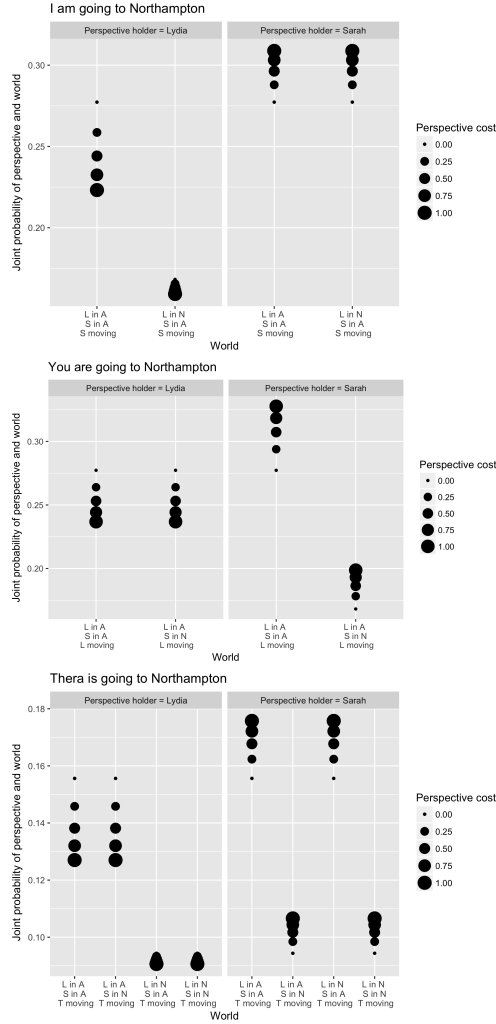 I am going to Northampton
Perspective holder = Lydia
Perspective holder = Sarah
Joint probability of perspective and world
0.30
0.25
0.20
L in A
S in A
S moving
L in N
S in A
S moving
L in A
S in A
S moving
L in N
S in A
S moving
World
Perspective cost
0.00
0.25
0.50
0.75
1.00
You are going to Northampton
Perspective holder = Lydia
Perspective holder = Sarah
Joint probability of perspective and world
0.30
0.25
0.20
L in A
S in A
L moving
L in A
S in N
L moving
L in A
S in A
L moving
L in A
S in N
L moving
World
Perspective cost
0.00
0.25
0.50
0.75
1.00
Thera is going to Northampton
Perspective holder = Lydia
Perspective holder = Sarah
Joint probability of perspective and world
0.18
0.16
0.14
0.12
0.10
L in A
S in A
T moving
L in A
S in N
T moving
L in N
S in A
T moving
L in N
S in N
T moving
L in A
S in A
T moving
L in A
S in N
T moving
L in N
S in A
T moving
L in N
S in N
T moving
World
Perspective cost
0.00
0.25
0.50
0.75
1.00